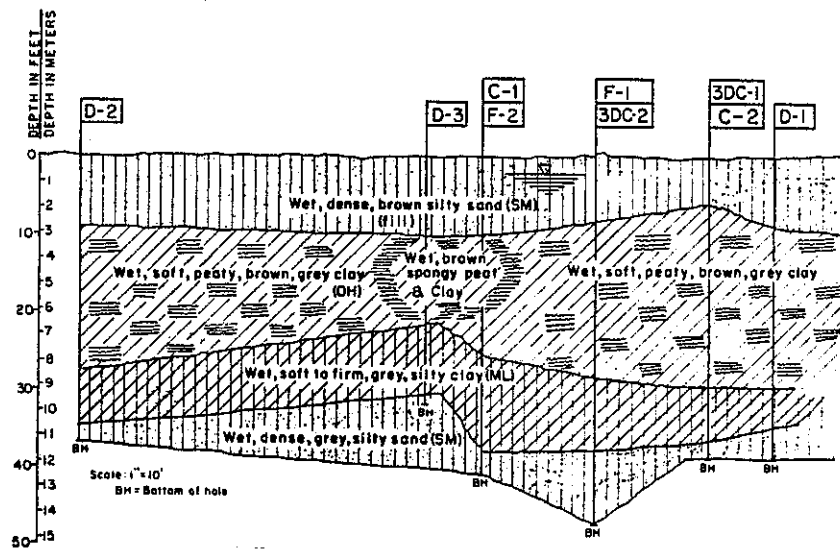 DEPTH IN FEET
DEPTH IN METERS
D-2
D-3
C-1
F-2
F-1
3DC-2
3DC-1
C-2
D-1
0
10
20
30
40
50
1
2
3
4
5
6
7
8
9
10
11
12
13
14
15
Wet, dense, brown silty sand (SM)
(fill)
Wet, soft, peaty, brown, grey clay
(OH)
Wet, brown
spongy peat
& Clay
Wet, soft, peaty, brown, grey clay
Wet, soft to firm, grey, silty clay (ML)
Wet, dense, grey, silty sand (SM)
BH
BH
BH
BH
BH
BH
Scale: 1"=10'
BH = Bottom of hole